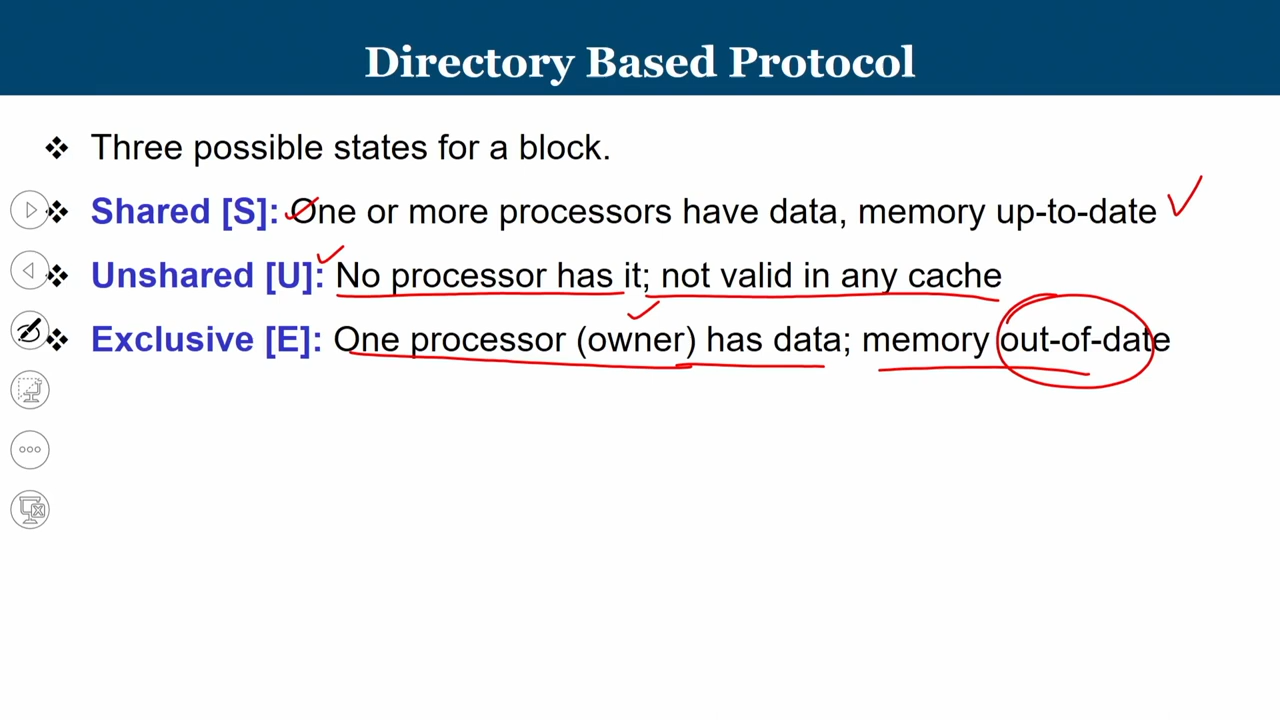 Directory Based Protocol
❖ Three possible states for a block.
❖ Shared [S]: One or more processors have data, memory up-to-date
❖ Unshared [U]: No processor has it; not valid in any cache
❖ Exclusive [E]: One processor (owner) has data; memory out-of-date